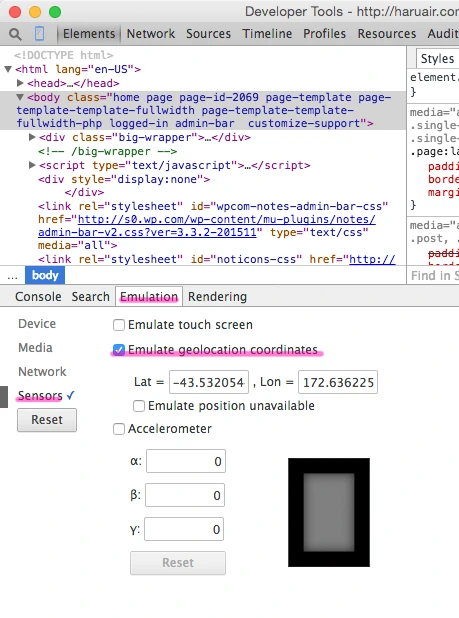 Developer Tools - http://haruair.co
Elements Network Sources Timeline Profiles Resources Audit
<!DOCTYPE html>
▼<html lang="en-US">
▶<head>…</head>
▼<body class="home page page-id-2069 page-template page-
template-template-fullwidth page-template-template-
fullwidth-php logged-in admin-bar  customize-support">
▶<div class="big-wrapper">…</div>
<!-- /big-wrapper -->
▶<script type="text/javascript">…</script>
<div style="display:none">
</div>
<link rel="stylesheet" id="wpcom-notes-admin-bar-css"
href="http://s0.wp.com/wp-content/mu-plugins/notes/
admin-bar-v2.css?ver=3.3.2-201511" type="text/css"
media="all">
<link rel="stylesheet" id="noticons-css" href="http://
Styles
element.
}
media="a
.single-
.single-
.page:la
paddi
borde
margi
}
media="a
.post, .
paddi
borde
... body
Find in S
Console Search Emulation Rendering
Device
Media
Network
Sensors ✓
Reset
Emulate touch screen
Emulate geolocation coordinates
Lat = -43.532054 , Lon = 172.636225
Emulate position unavailable
Accelerometer
α: 0
β: 0
γ: 0
Reset